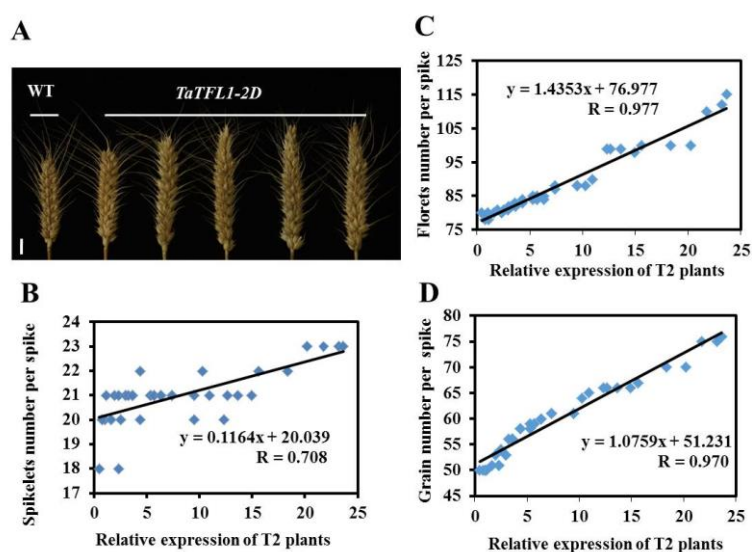 A
WT TaTFL1-2D
B
Spikelets number per spike
24
23
22
21
20
19
18
17
y = 0.1164x + 20.039
R = 0.708
0 5 10 15 20 25
Relative expression of T2 plants
C
Florets number per spike
125
115
105
95
85
75
y = 1.4353x + 76.977
R = 0.977
0 5 10 15 20 25
Relative expression of T2 plants
D
Grain number per spike
80
75
70
65
60
55
50
45
y = 1.0759x + 51.231
R = 0.970
0 5 10 15 20 25
Relative expression of T2 plants